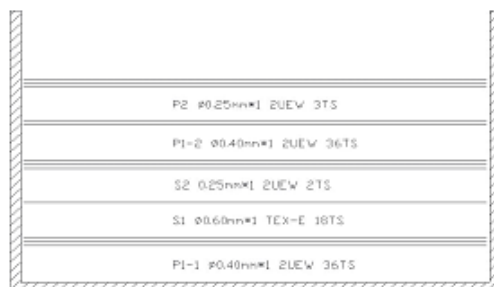 P2 ø0.25mm*1 2UEW 3TS
P1-2 ø0.40mm*1 2UEW 36TS
S2 0.25mm*1 2UEW 2TS
S1 ø0.60mm*1 TEX-E 18TS
P1-1 ø0.40mm*1 2UEW 36TS